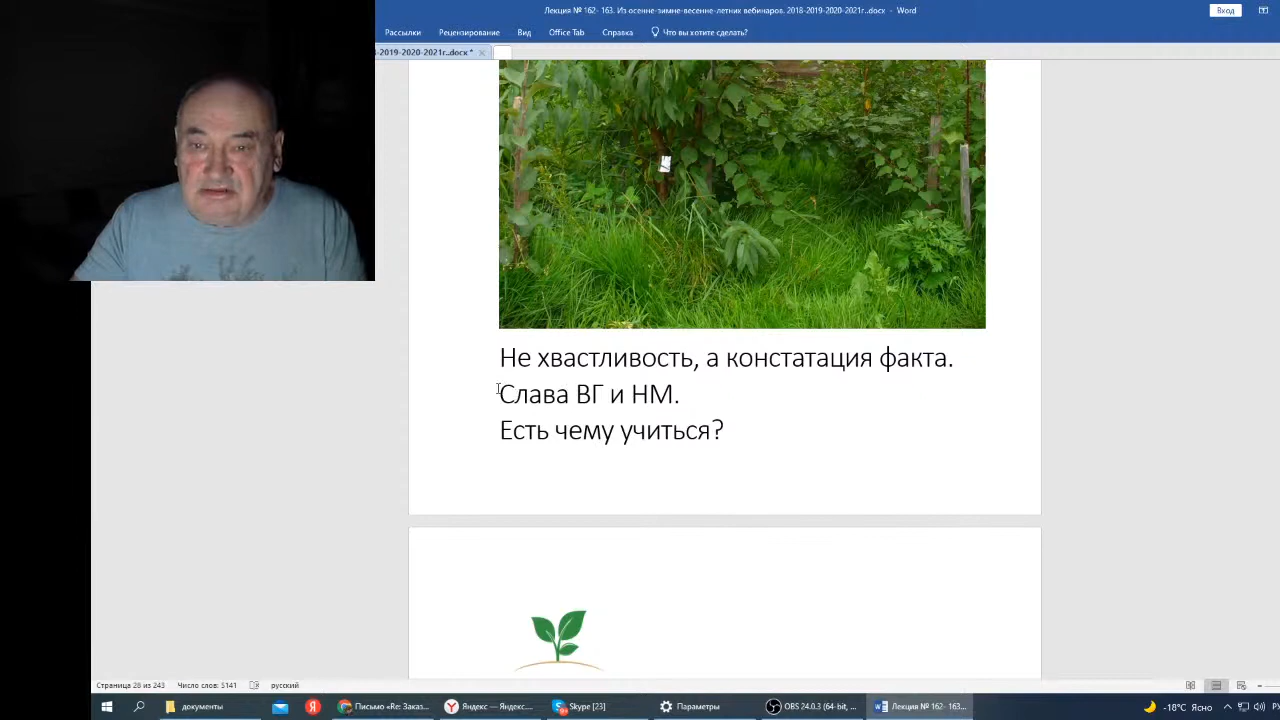 Лекция № 162- 163. Из осенне-зимне-весенне-летних вебинаров. 2018-2019-2020-2021г..docx - Word
Вход
Рассылки Рецензирование Вид Office Tab Справка Что вы хотите сделать?
-2019-2020-2021г..docx *
Не хвастливость, а констатация факта.
Слава ВГ и НМ.
Есть чему учиться?
Страница 28 из 243 Число слов: 5141 русский
документы
Я
Письмо «Re: Зака...
Яндекс — Яндекс...
Skype [23]
Параметры
OBS 24.0.3 (64-bit, ...
Лекция № 162- 163...
-18°C Ясно